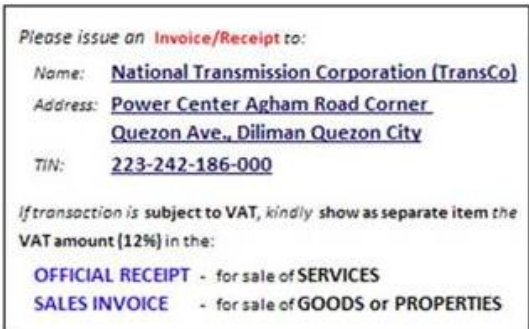 Please issue an Invoice/Receipt to:
Name: National Transmission Corporation (TransCo)
Address: Power Center Agham Road Corner
Quezon Ave., Diliman Quezon City
TIN: 223-242-186-000
If transaction is subject to VAT, kindly show as separate item the
VAT amount (12%) in the:
OFFICIAL RECEIPT - for sale of SERVICES
SALES INVOICE - for sale of GOODS or PROPERTIES